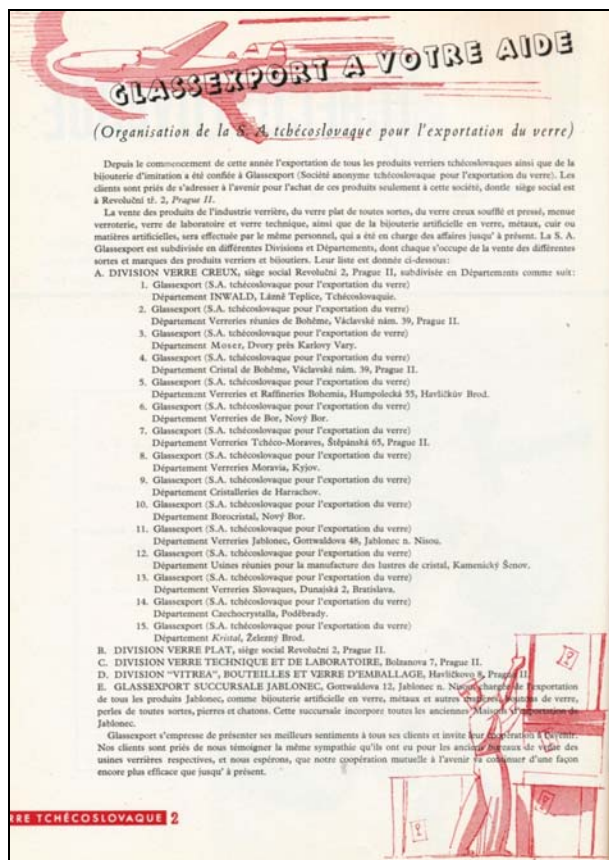 GLASSEXPORT A VOTRE AIDE
(Organisation de la S. A. tchécoslovaque pour l'exportation du verre)
Depuis le commencement de cette année l'exportation de tous les produits verriers tchécoslovaques ainsi que de la
bijouterie d'imitation a été confiée à Glassexport (Société anonyme tchécoslovaque pour l'exportation du verre). Les
clients sont priés de s'adresser à l'avenir pour l'achat de ces produits seulement à cette société, dontle siège social est
à Revoluční tř. 2, Prague II.
La vente des produits de l'industrie verrière, du verre plat de toutes sortes, du verre creux soufflé et pressé, menue
verroterie, verre de laboratoire et verre technique, ainsi que de la bijouterie artificielle en verre, métaux, cuir ou
matières artificielles, sera effectuée par le même personnel, qui a été en charge des affaires jusqu' à présent. La S. A.
Glassexport est subdivisée en différentes Divisions et Départements, dont chaque s'occupe de la vente des différentes
sortes et marques des produits verriers et bijoutiers. Leur liste est donnée ci-dessous:
A. DIVISION VERRE CREUX, siège social Revoluční 2, Prague II, subdivisée en Départements comme suit:
1. Glassexport (S.A. tchécoslovaque pour l'exportation du verre)
Département INWALD, Lázně Teplice, Tchécoslovaquie.
2. Glassexport (S.A. tchécoslovaque pour l'exportation du verre)
Département Verreries réunies de Bohême, Václavské nám. 39, Prague II.
3. Glassexport (S.A. tchécoslovaque pour l'exportation de verre)
Département Moser, Dvory près Karlovy Vary.
4. Glassexport (S.A. tchécoslovaque pour l'exportation du verre)
Département Cristal de Bohême, Václavské nám. 39, Prague II.
5. Glassexport (S.A. tchécoslovaque pour l'exportation du verre)
Département Verreries et Raffineries Bohemia, Humpolecká 55, Havlíčkův Brod.
6. Glassexport (S.A. tchécoslovaque pour l'exportation du verre)
Département Verreries de Bor, Nový Bor.
7. Glassexport (S.A. tchécoslovaque pour l'exportation du verre)
Département Verreries Tchéco-Moraves, Štěpánská 65, Prague II.
8. Glassexport (S.A. tchécoslovaque pour l'exportation du verre)
Département Verreries Moravia, Kyjov.
9. Glassexport (S.A. tchécoslovaque pour l'exportation du verre)
Département Cristalleries de Harrachov.
10. Glassexport (S.A. tchécoslovaque pour l'exportation du verre)
Département Borocristal, Nový Bor.
11. Glassexport (S.A. tchécoslovaque pour l'exportation du verre)
Département Verreries Jablonec, Gottwaldova 48, Jablonec n. Nisou.
12. Glassexport (S.A. tchécoslovaque pour l'exportation du verre)
Département Usines réunies pour la manufacture des lustres de cristal, Kamenický Šenov.
13. Glassexport (S.A. tchécoslovaque pour l'exportation du verre)
Département Verreries Slovaques, Dunajská 2, Bratislava.
14. Glassexport (S.A. tchécoslovaque pour l'exportation du verre)
Département Czechocrystalla, Poděbrady.
15. Glassexport (S.A. tchécoslovaque pour l'exportation du verre)
Département Kristal, Železný Brod.
B. DIVISION VERRE PLAT, siège social Revoluční 2, Prague II.
C. DIVISION VERRE TECHNIQUE ET DE LABORATOIRE, Bolzanova 7, Prague II.
D. DIVISION "VITREA", BOUTEILLES ET VERRE D'EMBALLAGE, Havlíčkovo 8, Prague II.
E. GLASSEXPORT SUCCURSALE JABLONEC, Gottwaldova 12, Jablonec n. Nisou, chargée de l'exportation
de tous les produits Jablonec, comme bijouterie artificielle en verre, métaux et autres matières, boutons de verre,
perles de toutes sortes, pierres et chatons. Cette succursale incorpore toutes les anciennes Maisons d'exportation de
Jablonec.
Glassexport s'empresse de présenter ses meilleurs sentiments à tous ses clients et invite leur coopération à l'avenir.
Nos clients sont priés de nous témoigner la même sympathie qu'ils ont eu pour les anciens bureaux de vente des
usines verrières respectives, et nous espérons, que notre coopération mutuelle à l'avenir va continuer d'une façon
encore plus efficace que jusqu' à présent.
RRE TCHÉCOSLOVAQUE 2